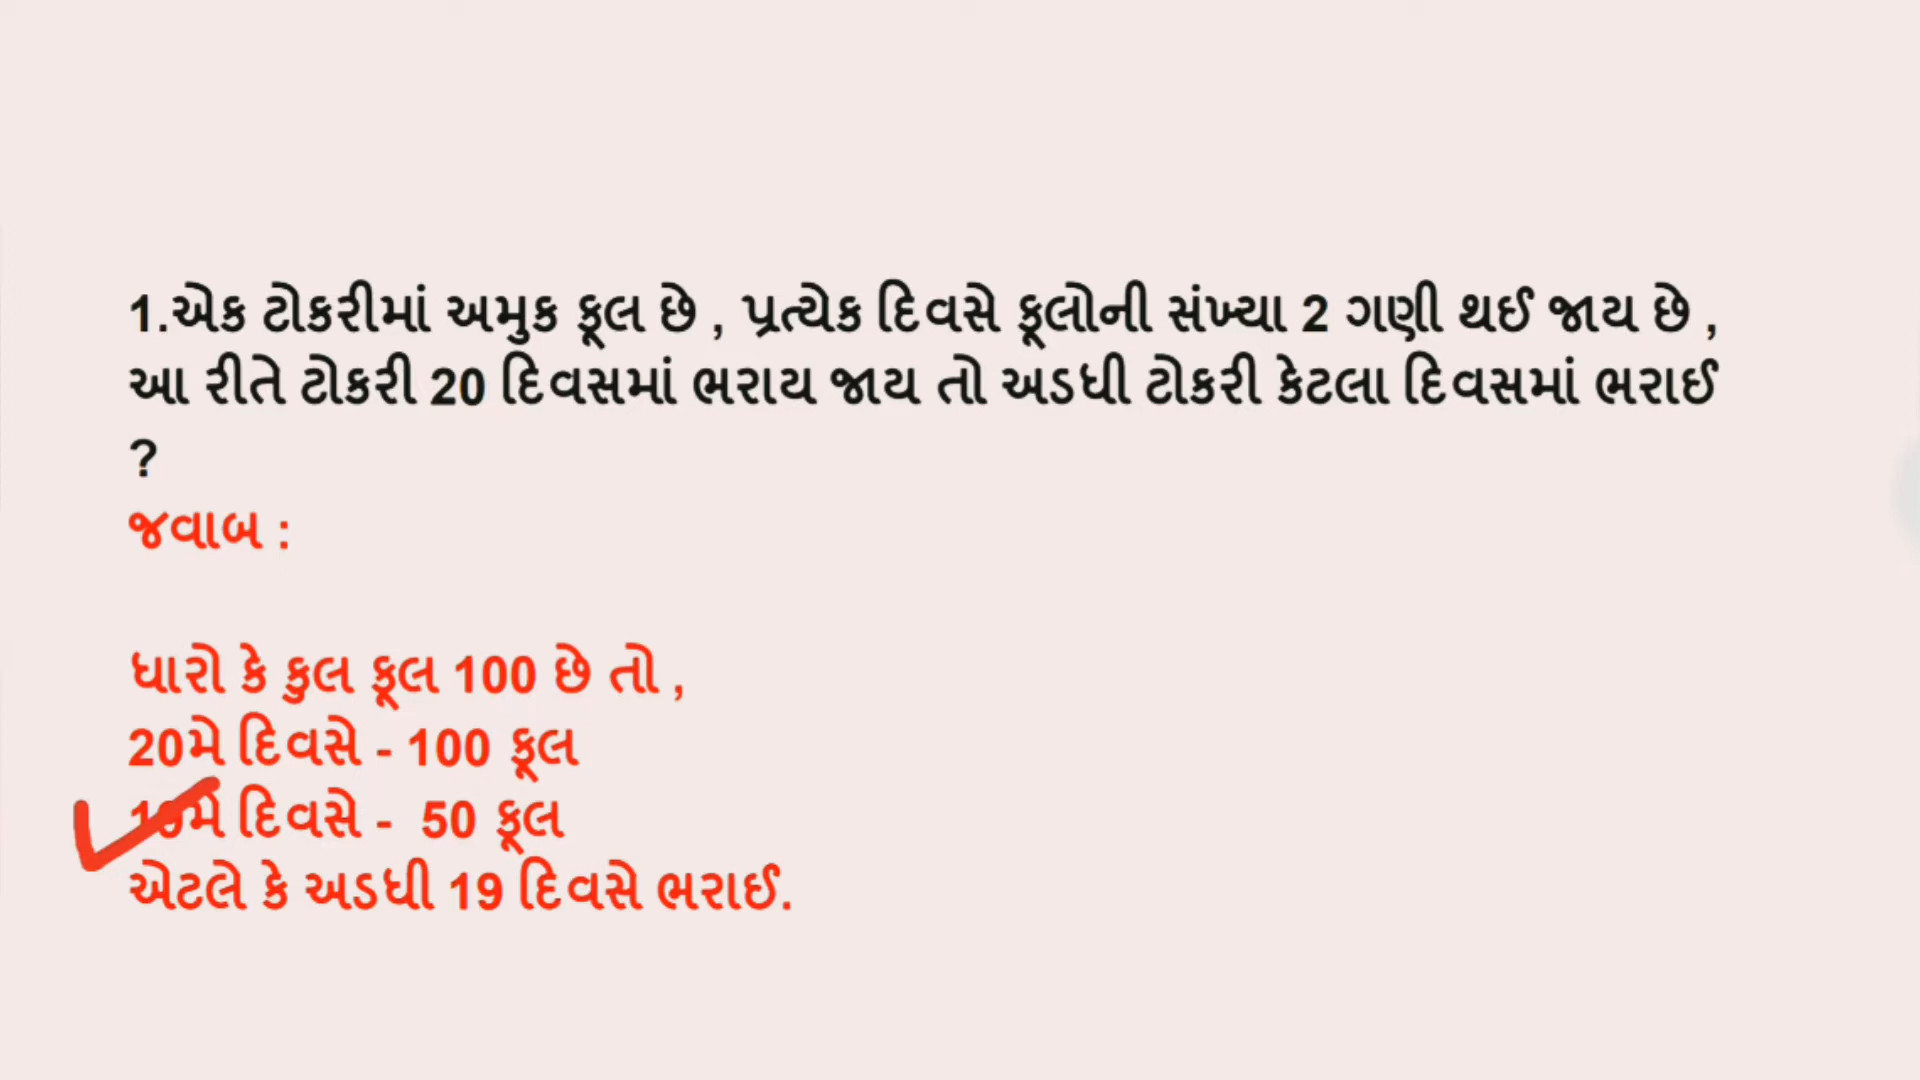 1.એક ટોકરીમાં અમુક ફૂલ છે , પ્રત્યેક દિવસે ફૂલોની સંખ્યા 2 ગણી થઈ જાય છે ,
આ રીતે ટોકરી 20 દિવસમાં ભરાય જાય તો અડધી ટોકરી કેટલા દિવસમાં ભરાઈ
?
જવાબ :
ધારો કે કુલ ફૂલ 100 છે તો ,
20મે દિવસે - 100 ફૂલ
19મે દિવસે - 50 ફૂલ
એટલે કે અડધી 19 દિવસે ભરાઈ.